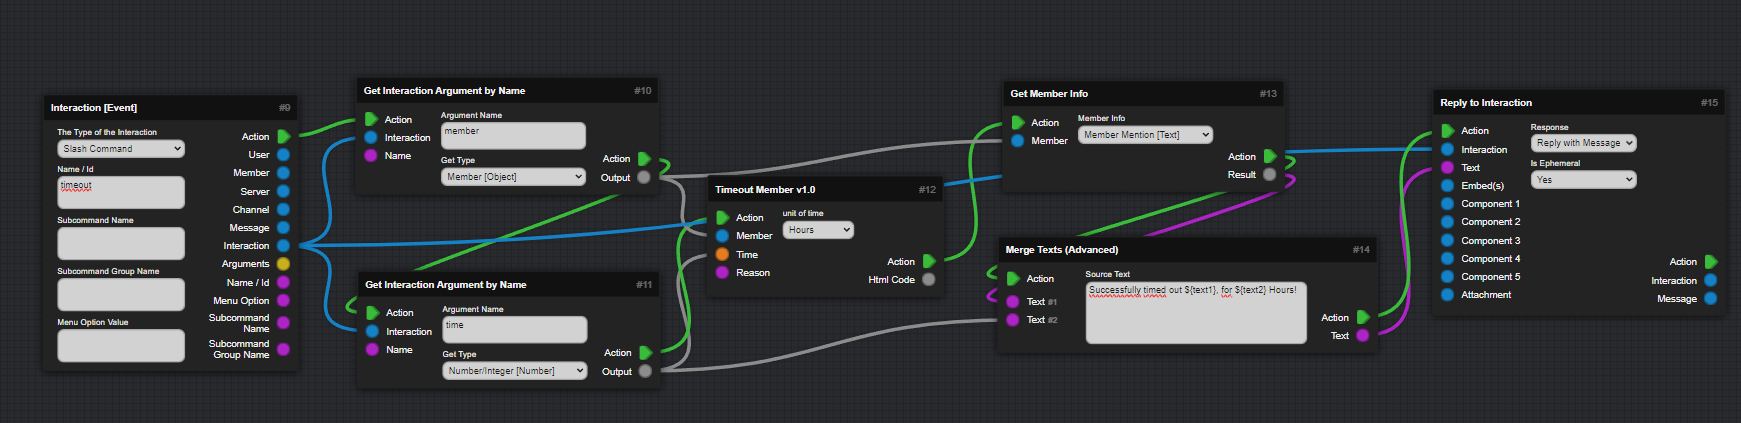 Interaction [Event] #9
The Type of the Interaction
Slash Command
Name / Id
timeout
Subcommand Name
Subcommand Group Name
Menu Option Value
Action
User
Member
Server
Channel
Message
Interaction
Arguments
Name / Id
Menu Option
Subcommand
Name
Subcommand
Group Name
Get Interaction Argument by Name #10
Action
Interaction
Name
Argument Name
member
Get Type
Member [Object]
Action
Output
Get Interaction Argument by Name #11
Action
Interaction
Name
Argument Name
time
Get Type
Number/Integer [Number]
Action
Output
Timeout Member v1.0 #12
Action
Member
Time
Reason
unit of time
Hours
Action
Html Code
Get Member Info #13
Action
Member
Member Info
Member Mention [Text]
Action
Result
Merge Texts (Advanced) #14
Action
Text #1
Text #2
Source Text
Successfully timed out ${text1}, for ${text2} Hours!
Action
Text
Reply to Interaction #15
Action
Interaction
Text
Embed(s)
Component 1
Component 2
Component 3
Component 4
Component 5
Attachment
Response
Reply with Message
Is Ephemeral
Yes
Action
Interaction
Message